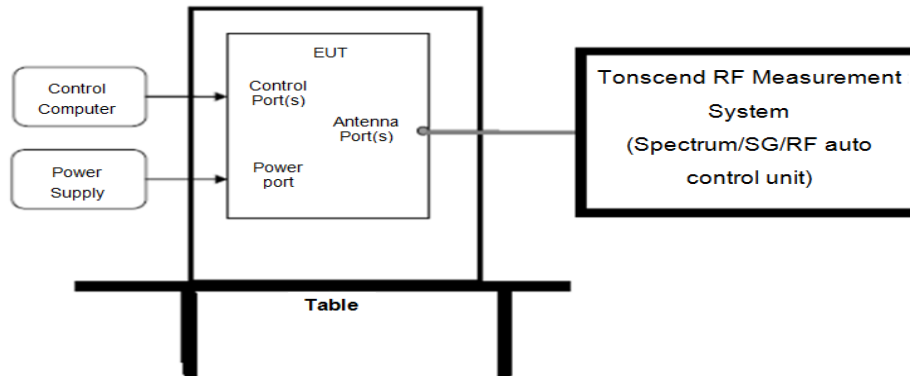 EUT
Control
Computer
Control
Port(s)
Antenna
Port(s)
Power
Supply
Power
port
Tonscend RF Measurement
System
(Spectrum/SG/RF auto
control unit)
Table